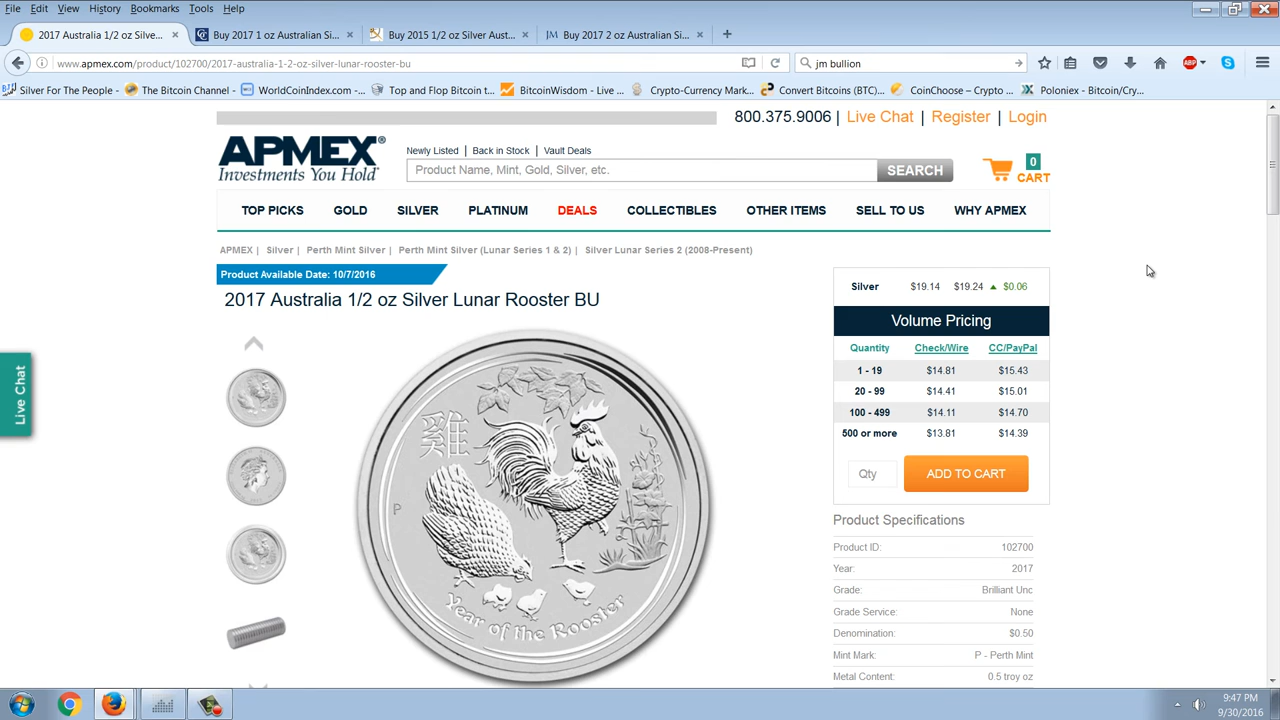 File Edit View History Bookmarks Tools Help
2017 Australia 1/2 oz Silve...
Buy 2017 1 oz Australian Si...
Buy 2015 1/2 oz Silver Aust...
JM Buy 2017 2 oz Australian Si...
www.apmex.com/product/102700/2017-australia-1-2-oz-silver-lunar-rooster-bu
jm bullion
ABP
Silver For The People - ...
The Bitcoin Channel - ...
WorldCoinIndex.com -...
Top and Flop Bitcoin t...
BitcoinWisdom - Live ...
Crypto-Currency Mark...
Convert Bitcoins (BTC)...
CoinChoose – Crypto ...
Poloniex - Bitcoin/Cry...
800.375.9006 | Live Chat | Register | Login
APMEX®
Investments You Hold
Newly Listed | Back in Stock | Vault Deals
Product Name, Mint, Gold, Silver, etc.
SEARCH
0
CART
TOP PICKS GOLD SILVER PLATINUM DEALS COLLECTIBLES OTHER ITEMS SELL TO US WHY APMEX
APMEX | Silver | Perth Mint Silver | Perth Mint Silver (Lunar Series 1 & 2) | Silver Lunar Series 2 (2008-Present)
Product Available Date: 10/7/2016
2017 Australia 1/2 oz Silver Lunar Rooster BU
Live Chat
雞
P
Year of the Rooster
Silver $19.14 $19.24 $0.06
Volume Pricing
Quantity Check/Wire CC/PayPal
1 - 19 $14.81 $15.43
20 - 99 $14.41 $15.01
100 - 499 $14.11 $14.70
500 or more $13.81 $14.39
Qty
ADD TO CART
Product Specifications
Product ID: 102700
Year: 2017
Grade: Brilliant Unc
Grade Service: None
Denomination: $0.50
Mint Mark: P - Perth Mint
Metal Content: 0.5 troy oz
9:47 PM
9/30/2016